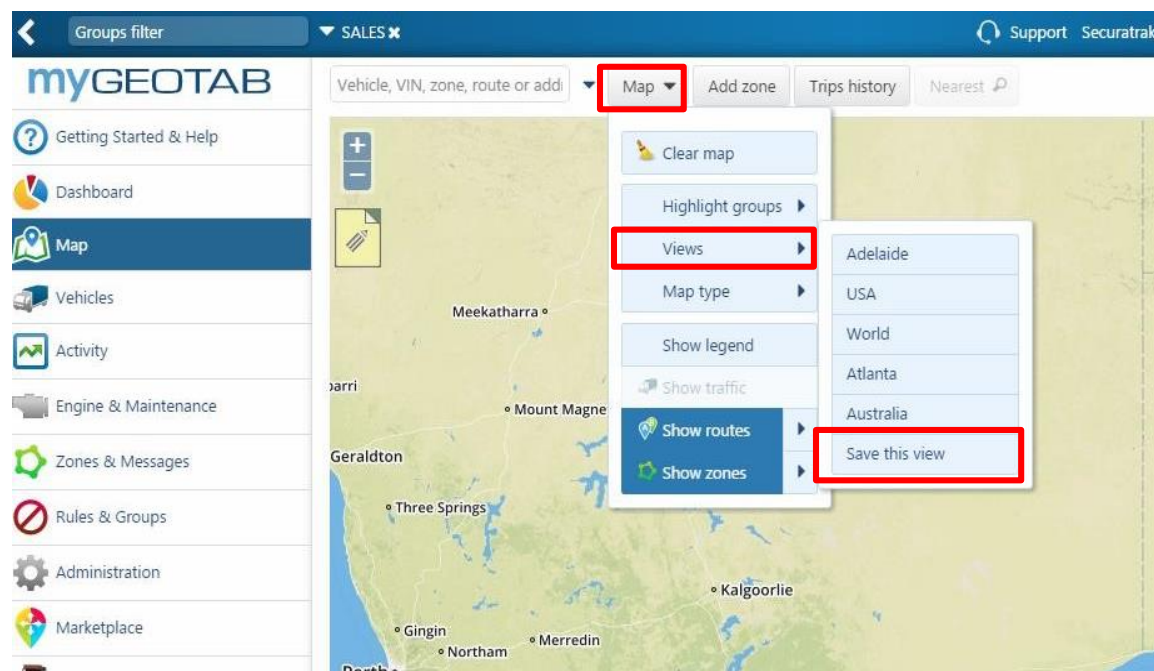 Groups filter
SALES
Support Securatrak
myGEOTAB
Vehicle, VIN, zone, route or addi
Map
Add zone
Trips history
Nearest
Getting Started & Help
Dashboard
Map
Vehicles
Activity
Engine & Maintenance
Zones & Messages
Rules & Groups
Administration
Marketplace
Clear map
Highlight groups
Views
Map type
Show legend
Show traffic
Show routes
Show zones
Adelaide
USA
World
Atlanta
Australia
Save this view
Meekatharra
barri
Mount Magne
Geraldton
Three Springs
Kalgoorlie
Gingin
Merredin
Northam
Perth